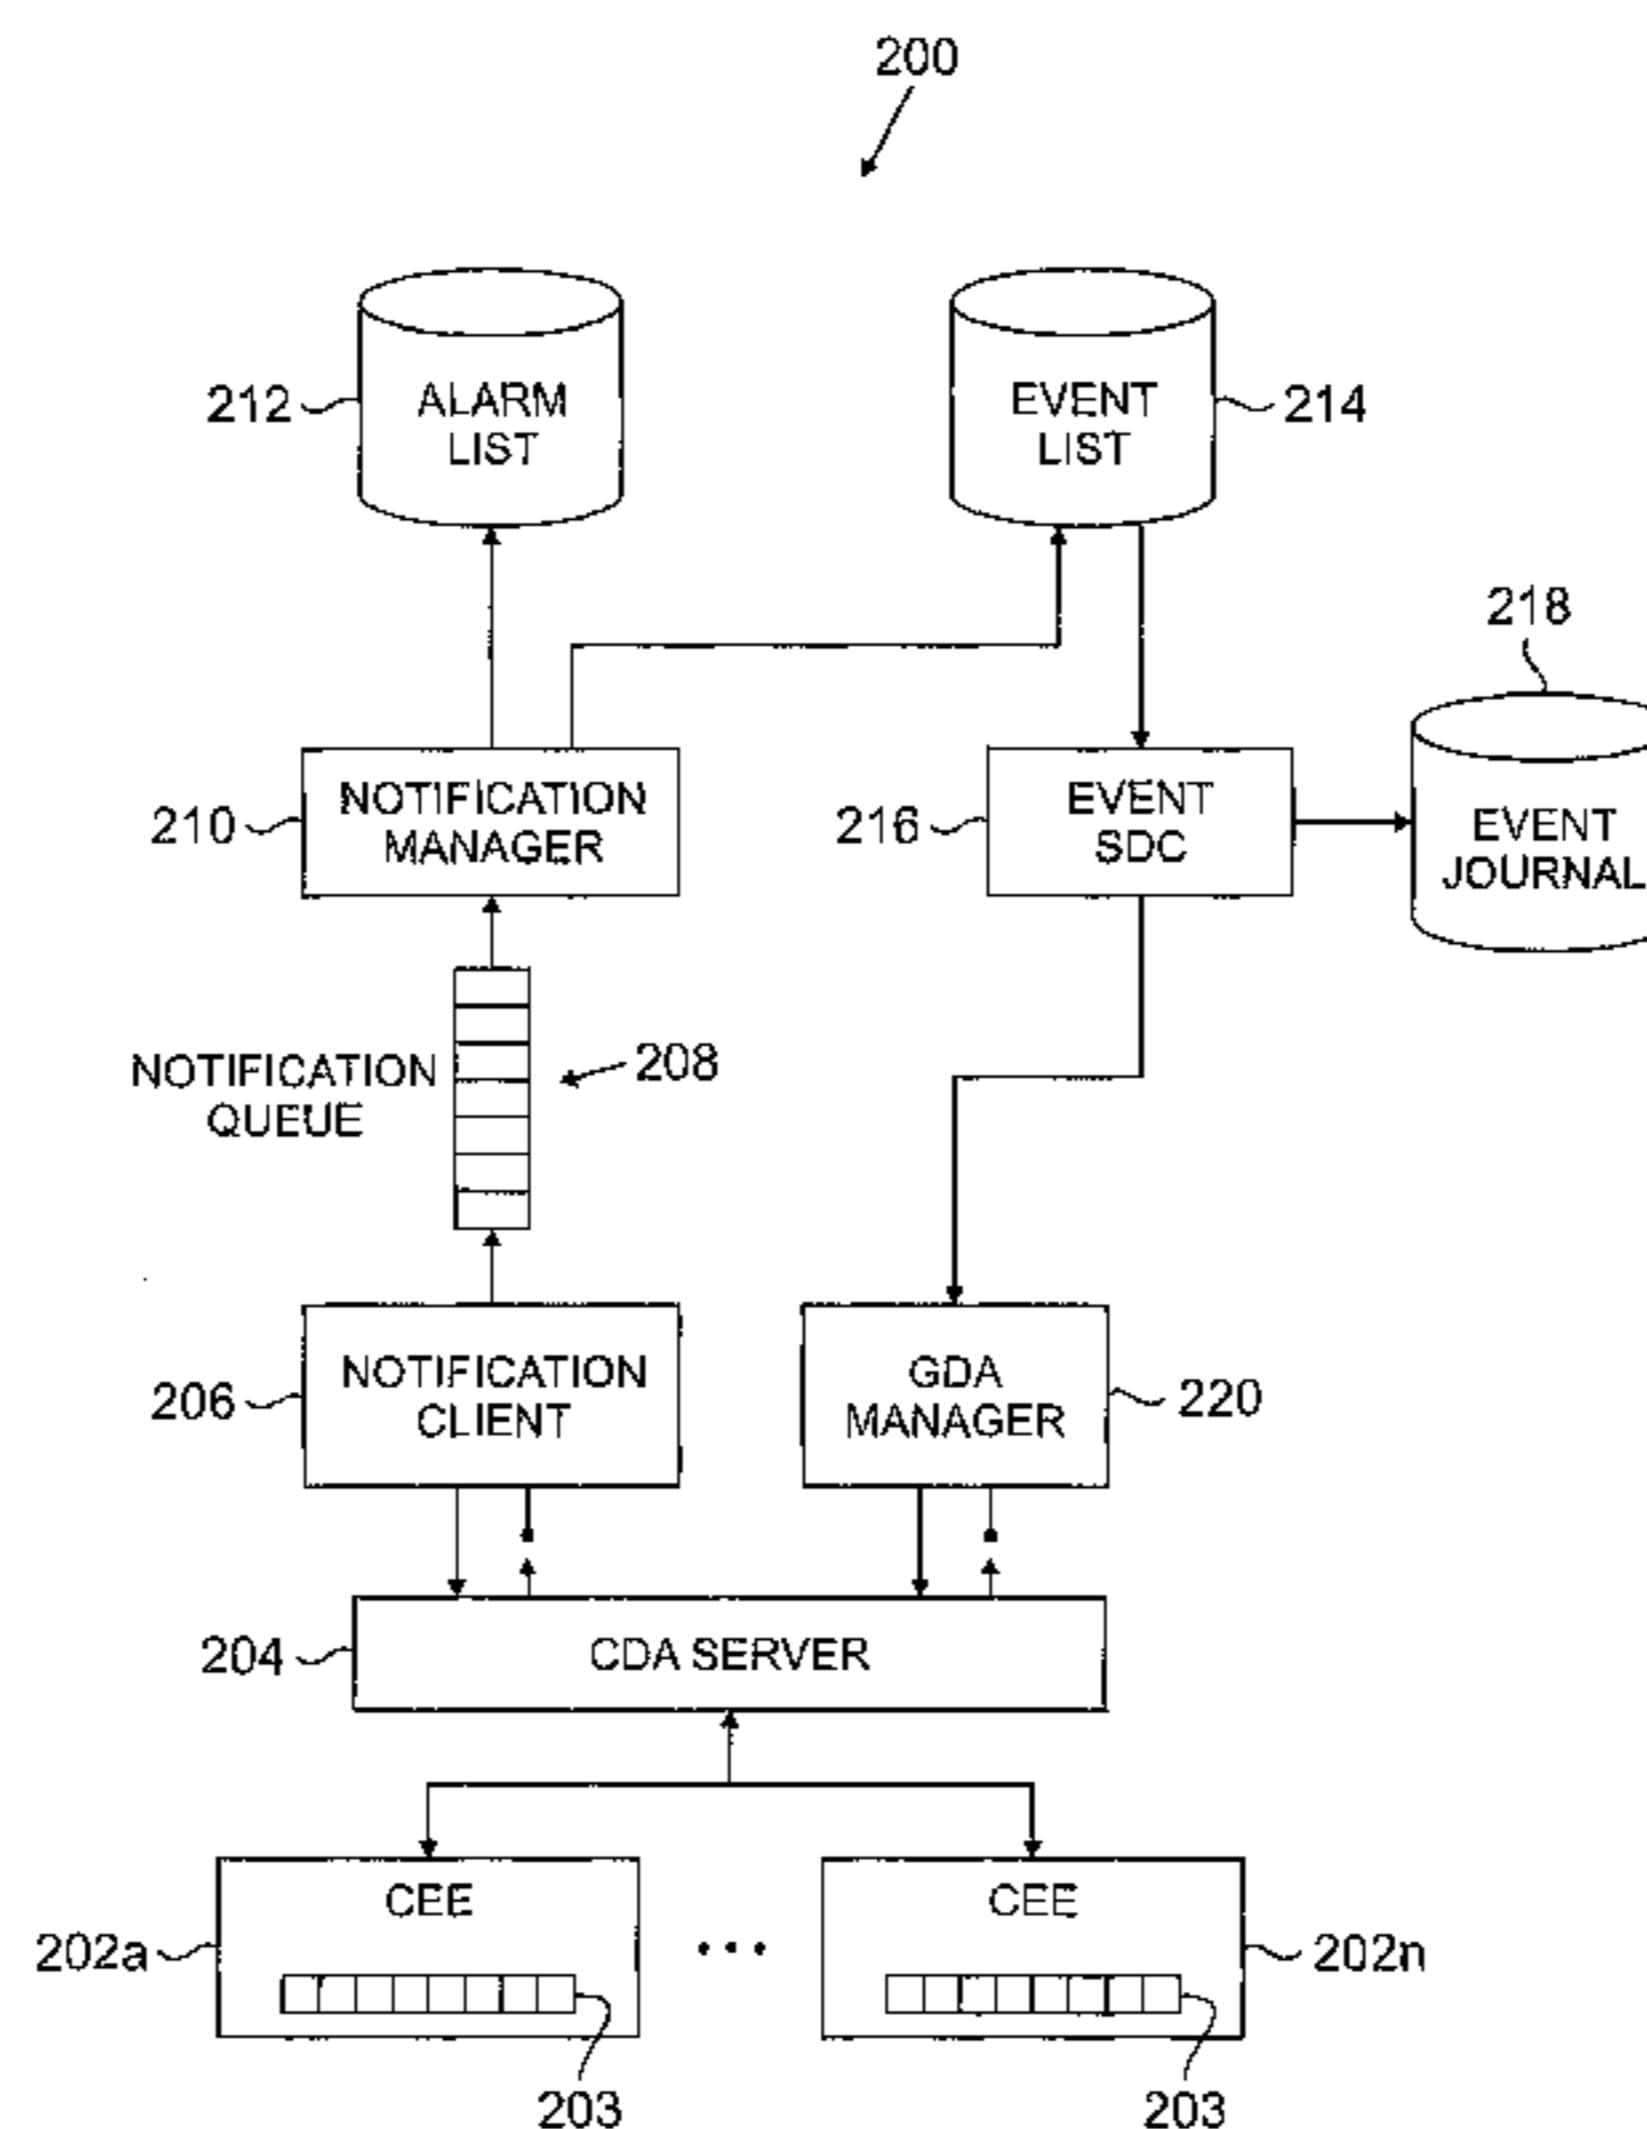 200
212
ALARM
LIST
EVENT
LIST
214
218
210
NOTIFICATION
MANAGER
216
EVENT
SDC
EVENT
JOURNAL
NOTIFICATION
QUEUE
208
206
NOTIFICATION
CLIENT
GDA
MANAGER
220
204
CDA SERVER
202a
CEE
203
CEE
202n
203